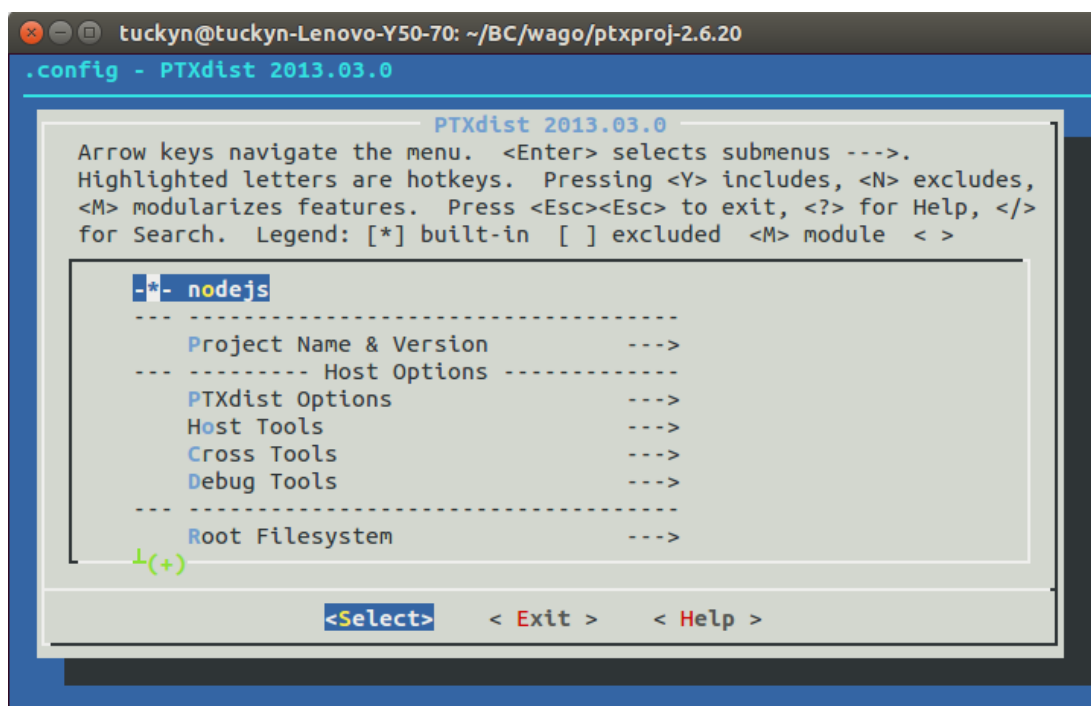 tuckyn@tuckyn-Lenovo-Y50-70: ~/BC/wago/ptxproj-2.6.20
.config - PTXdist 2013.03.0
PTXdist 2013.03.0
Arrow keys navigate the menu.  <Enter> selects submenus --->.
Highlighted letters are hotkeys.  Pressing <Y> includes, <N> excludes,
<M> modularizes features.  Press <Esc><Esc> to exit, <?> for Help, </>
for Search.  Legend: [*] built-in  [ ] excluded  <M> module  < >
-*- nodejs
--- ------------------------------------
Project Name & Version          --->
--- --------- Host Options -------------
PTXdist Options                 --->
Host Tools                      --->
Cross Tools                     --->
Debug Tools                     --->
--- ------------------------------------
Root Filesystem                 --->
┴(+)
<Select>    < Exit >    < Help >